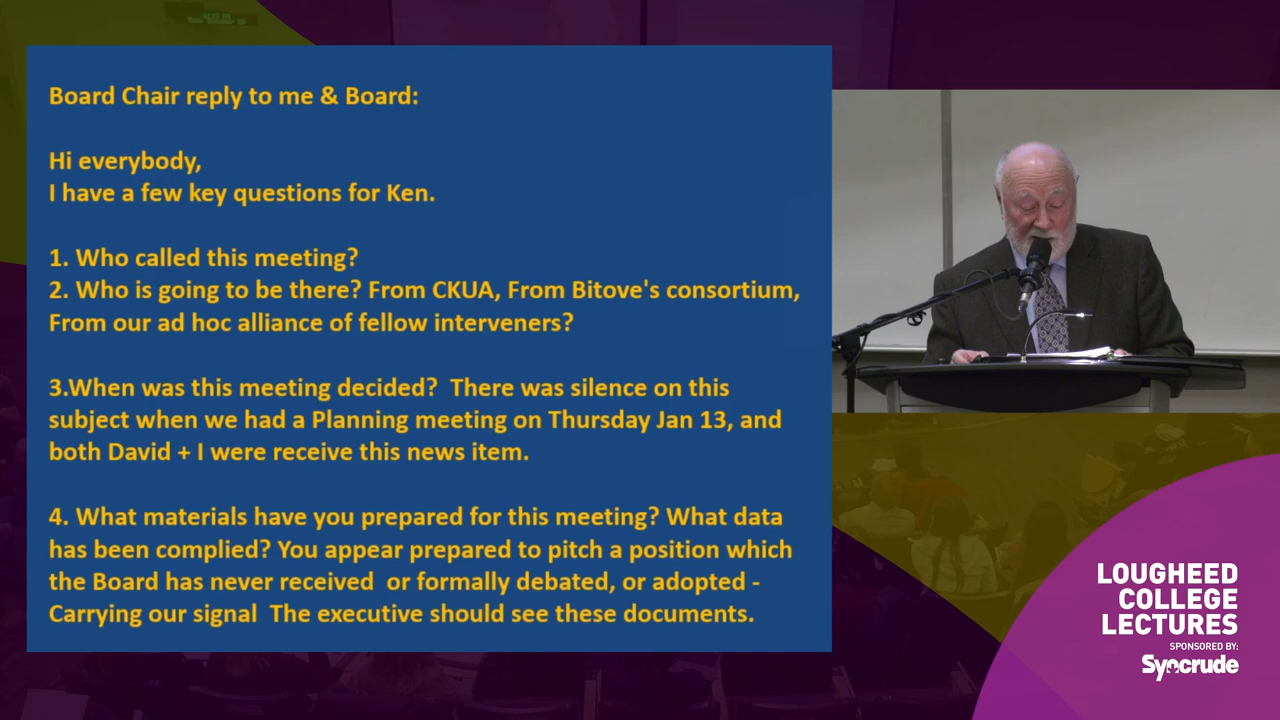 Board Chair reply to me & Board:
Hi everybody,
I have a few key questions for Ken.
1. Who called this meeting?
2. Who is going to be there? From CKUA, From Bitove's consortium,
From our ad hoc alliance of fellow interveners?
3.When was this meeting decided?  There was silence on this
subject when we had a Planning meeting on Thursday Jan 13, and
both David + I were receive this news item.
4. What materials have you prepared for this meeting? What data
has been complied? You appear prepared to pitch a position which
the Board has never received  or formally debated, or adopted -
Carrying our signal  The executive should see these documents.
LOUGHEED
COLLEGE
LECTURES
SPONSORED BY:
Syncrude